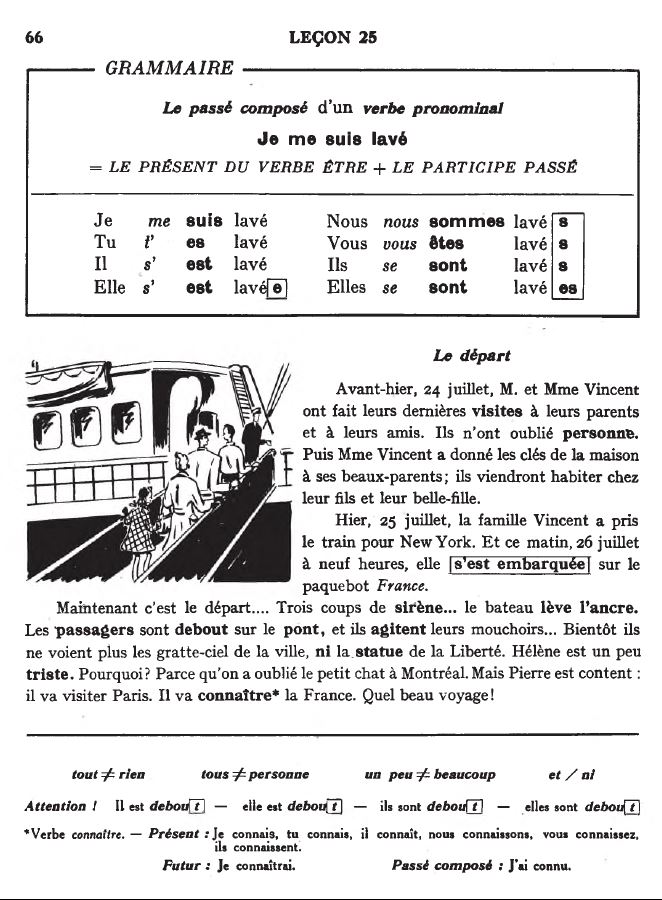 66 LEÇON 25
GRAMMAIRE
Le passé composé d'un verbe pronominal
Je me suis lavé
= LE PRÉSENT DU VERBE ÊTRE + LE PARTICIPE PASSÉ
Je me suis lavé Nous nous sommes lavé s
Tu t' es lavé Vous vous êtes lavé s
Il s' est lavé Ils se sont lavé s
Elle s' est lavé e Elles se sont lavé es
Le départ
Avant-hier, 24 juillet, M. et Mme Vincent
ont fait leurs dernières visites à leurs parents
et à leurs amis. Ils n'ont oublié personne.
Puis Mme Vincent a donné les clés de la maison
à ses beaux-parents; ils viendront habiter chez
leur fils et leur belle-fille.
Hier, 25 juillet, la famille Vincent a pris
le train pour New York. Et ce matin, 26 juillet
à neuf heures, elle s'est embarquée sur le
paquebot France.
Maintenant c'est le départ.... Trois coups de sirène... le bateau lève l'ancre.
Les passagers sont debout sur le pont, et ils agitent leurs mouchoirs... Bientôt ils
ne voient plus les gratte-ciel de la ville, ni la statue de la Liberté. Hélène est un peu
triste. Pourquoi? Parce qu'on a oublié le petit chat à Montréal. Mais Pierre est content :
il va visiter Paris. Il va connaître* la France. Quel beau voyage!
tout ≠ rien tous ≠ personne un peu ≠ beaucoup et / ni
Attention ! Il est debout — elle est debout — ils sont debout — elles sont debout
*Verbe connaître. — Présent : Je connais, tu connais, il connaît, nous connaissons, vous connaissez,
ils connaissent.
Futur : Je connaîtrai. Passé composé : J'ai connu.